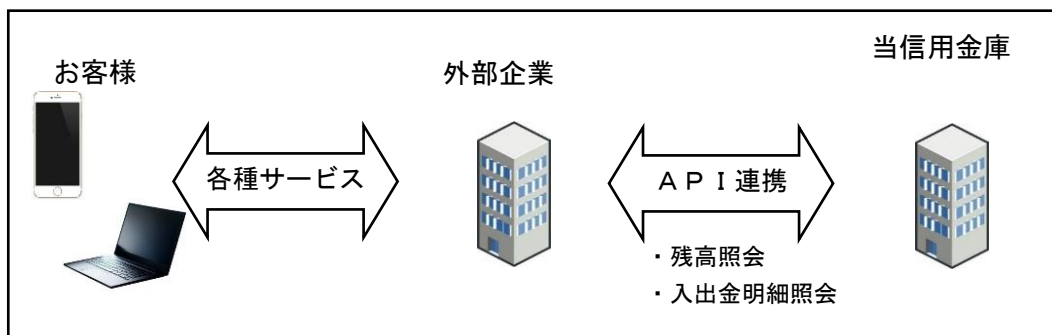 お客様
外部企業
当信用金庫
各種サービス
ＡＰＩ連携
・残高照会
・入出金明細照会